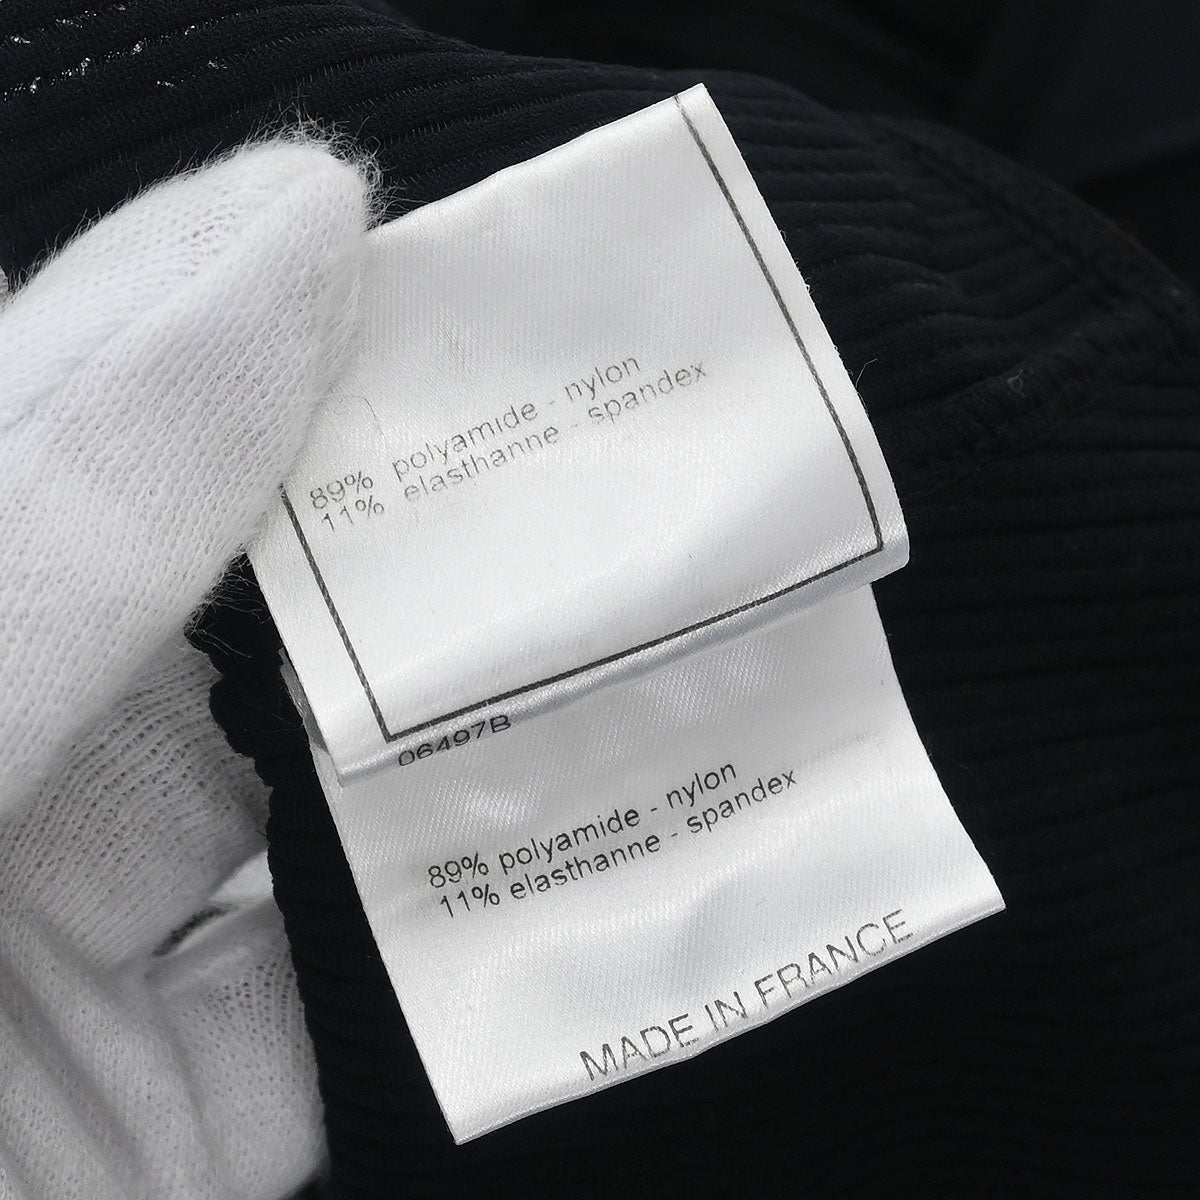 89% polyamide - nylon
11% elasthanne - spandex
06497B
89% polyamide - nylon
11% elasthanne - spandex
MADE IN FRANCE